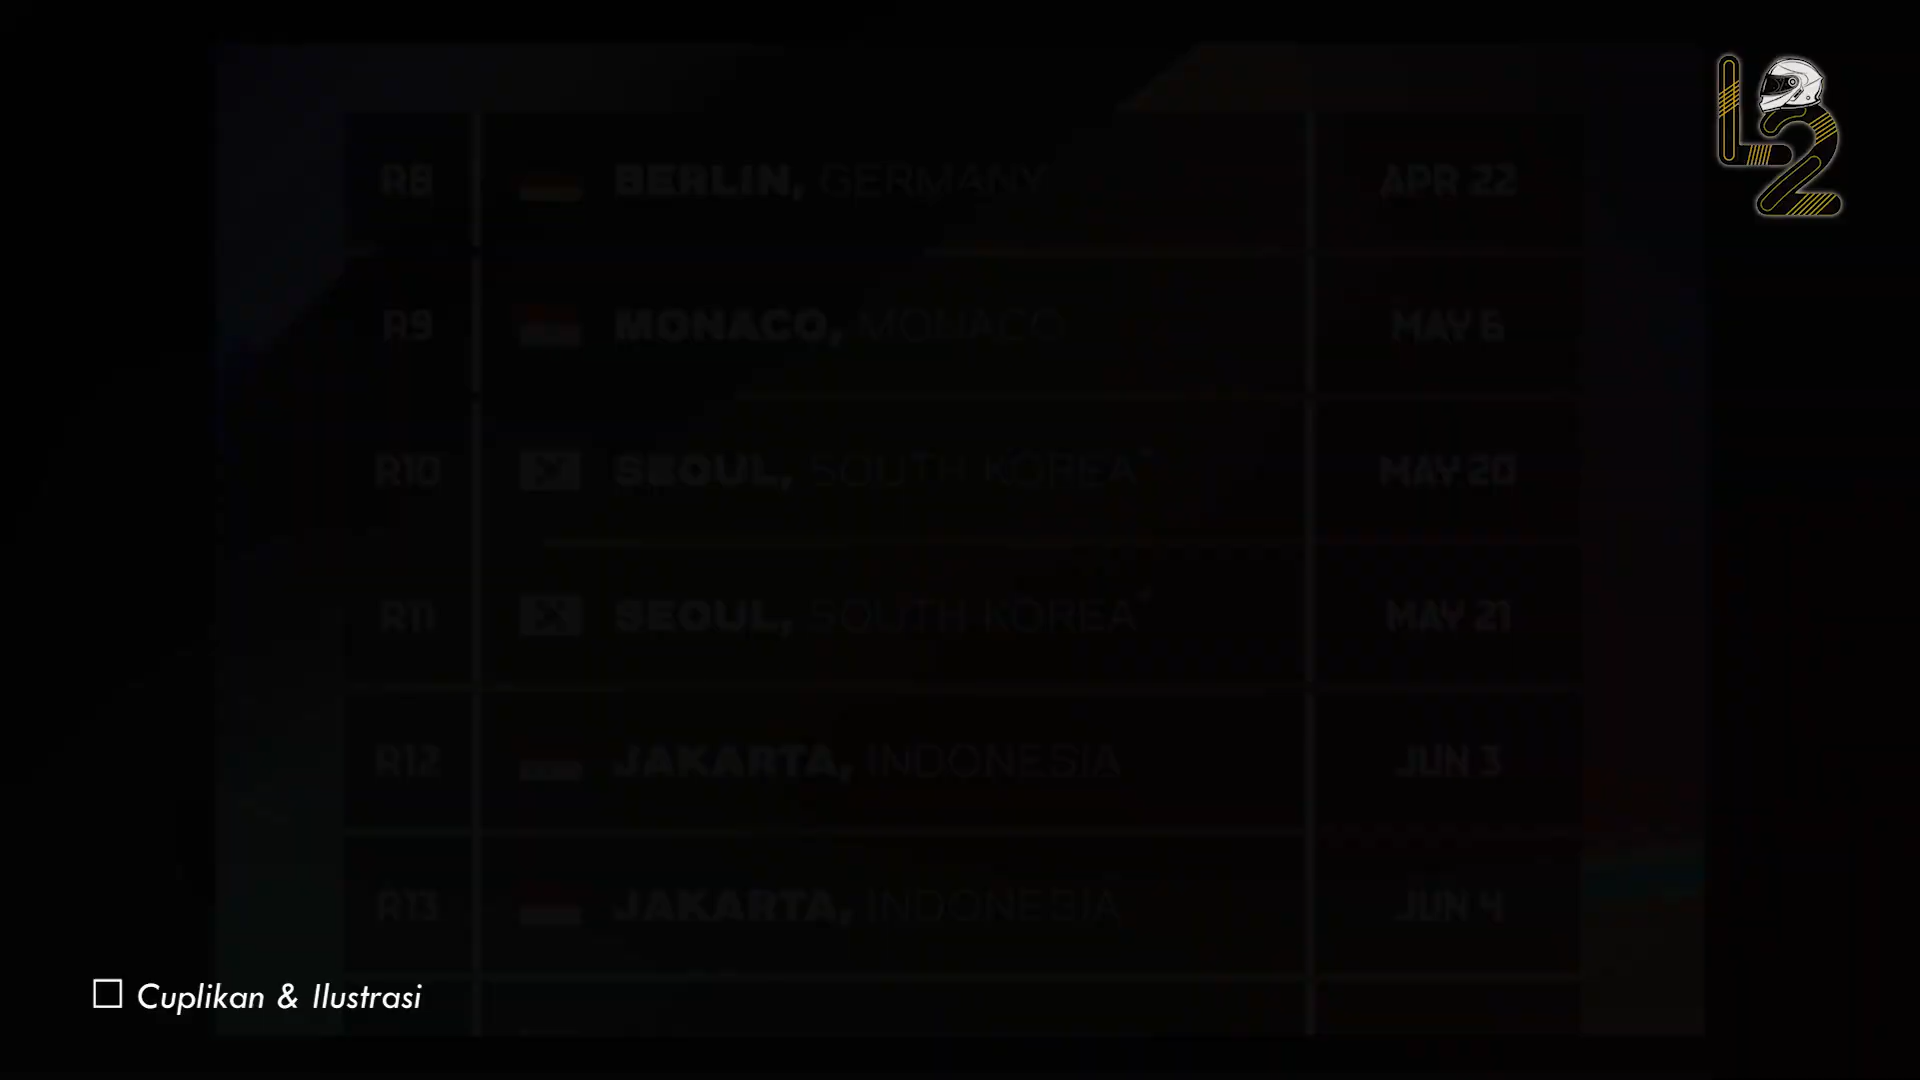 R8 BERLIN, GERMANY APR 22
R9 MONACO, MONACO MAY 6
R10 SEOUL, SOUTH KOREA* MAY 20
R11 SEOUL, SOUTH KOREA* MAY 21
R12 JAKARTA, INDONESIA JUN 3
R13 JAKARTA, INDONESIA JUN 4
L2
☐ Cuplikan & Ilustrasi